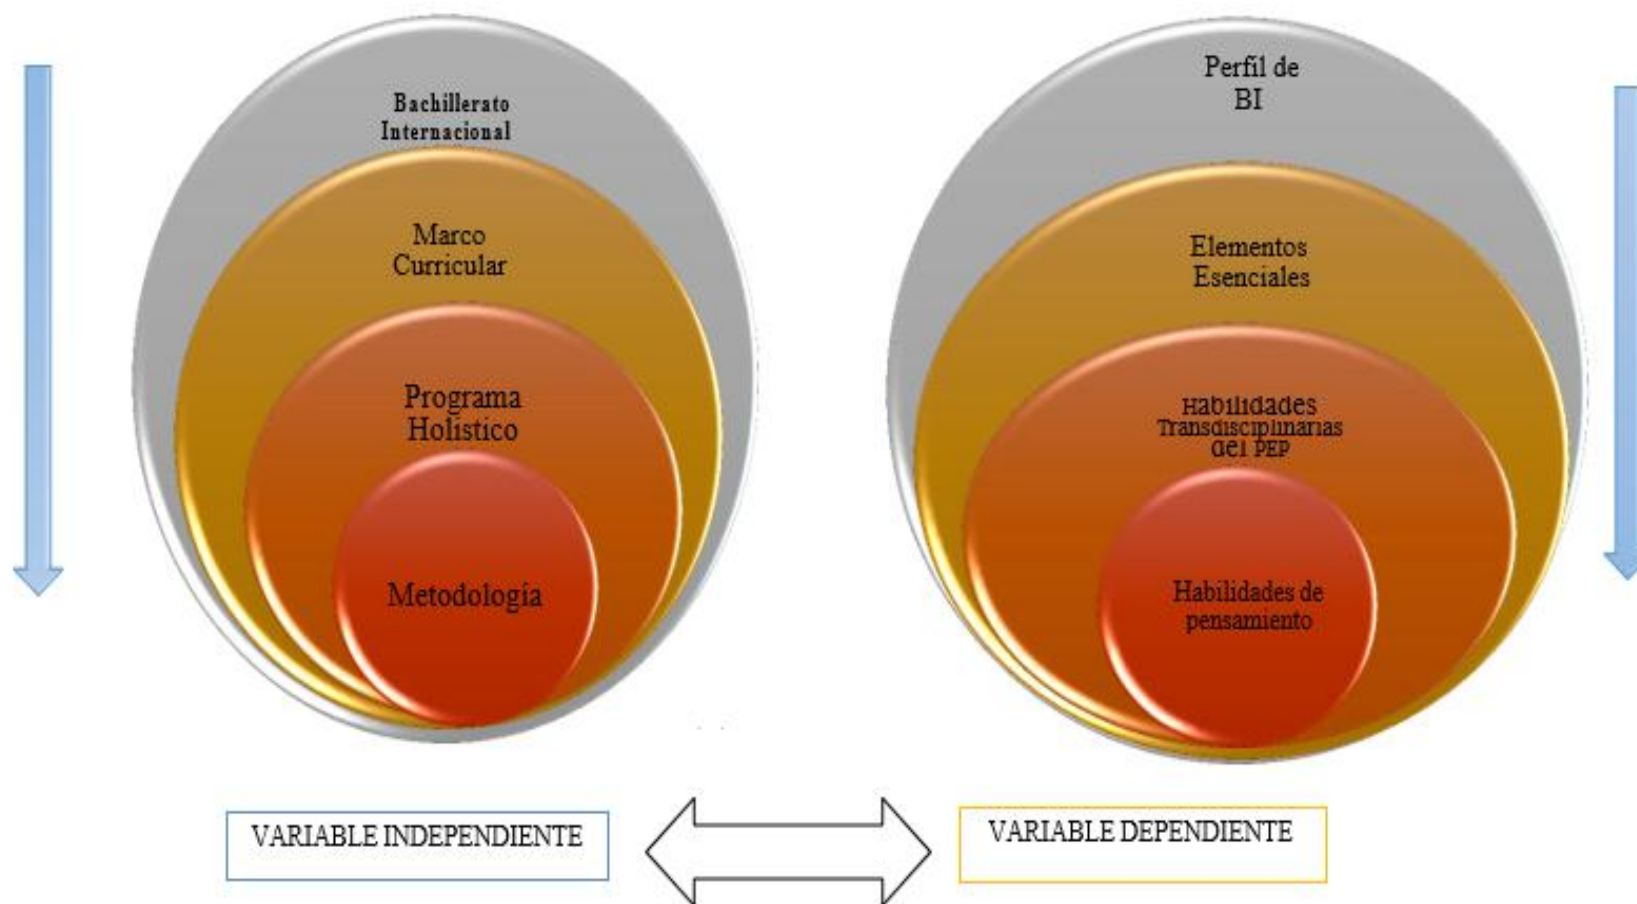 Bachillerato
Internacional
Marco
Curricular
Programa
Holístico
Metodología
Perfil de
BI
Elementos
Esenciales
Habilidades
Transdisciplinarias
del PEP
Habilidades de
pensamiento
VARIABLE INDEPENDIENTE
VARIABLE DEPENDIENTE